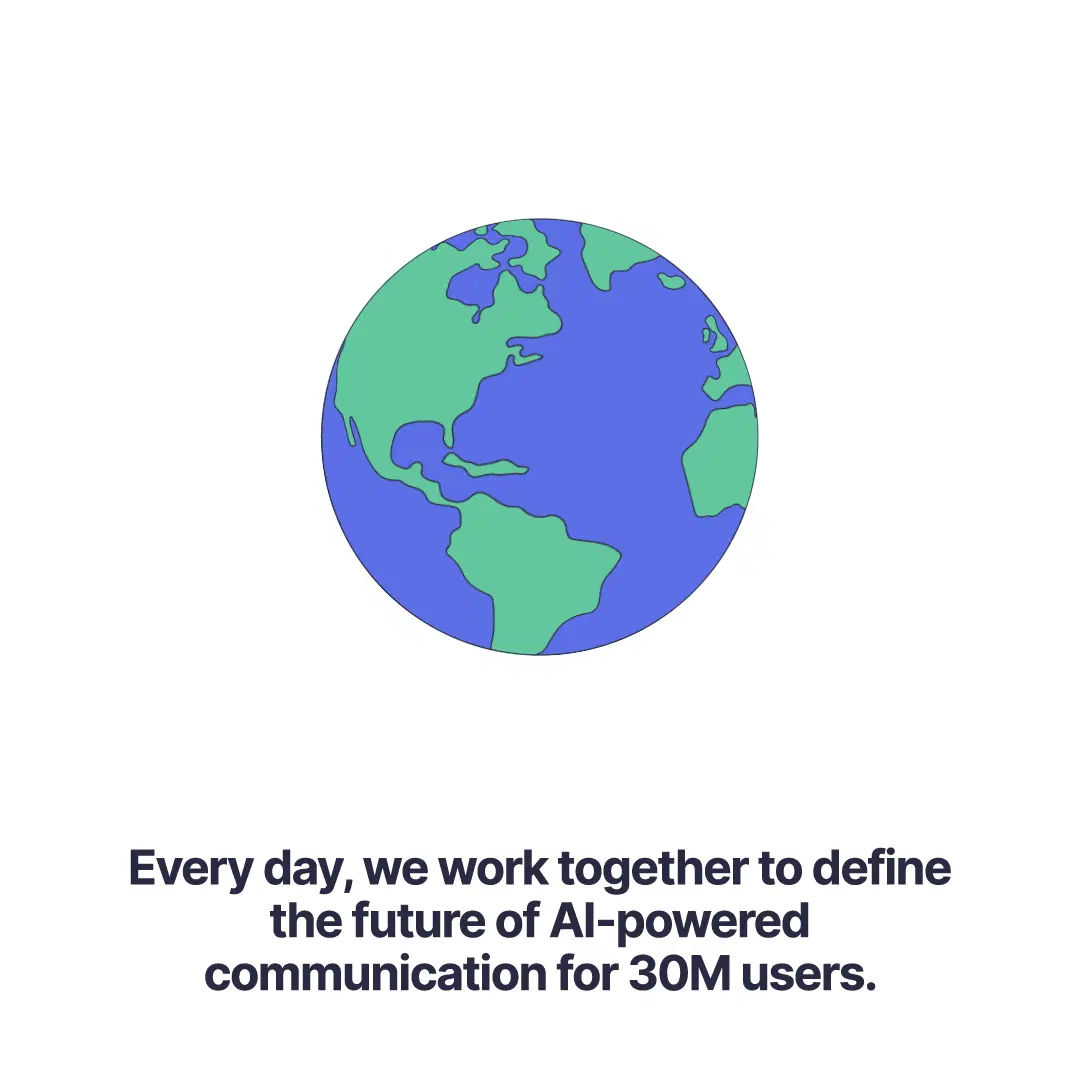 Every day, we work together to define
the future of AI-powered
communication for 30M users.